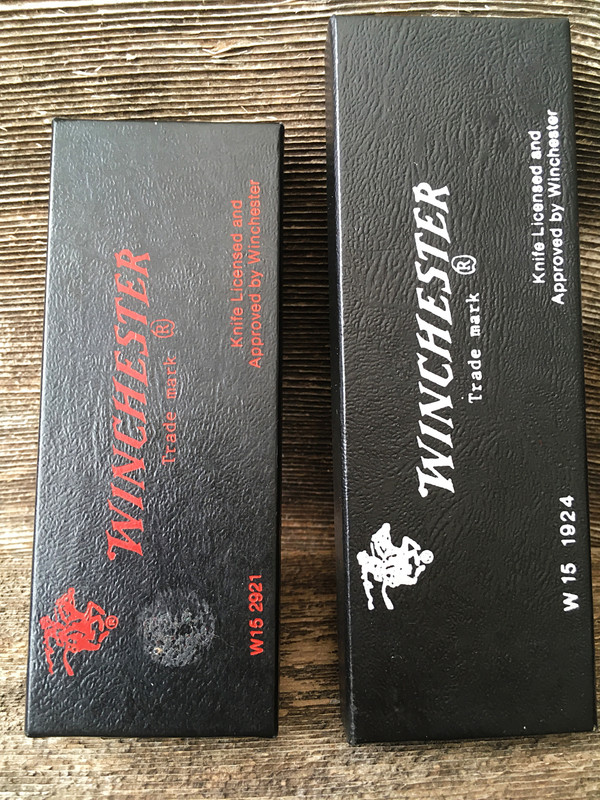 WINCHESTER
Trade mark ®
Knife Licensed and
Approved by Winchester
®
W15 2921
WINCHESTER
Trade mark ®
Knife Licensed and
Approved by Winchester
W15 1924